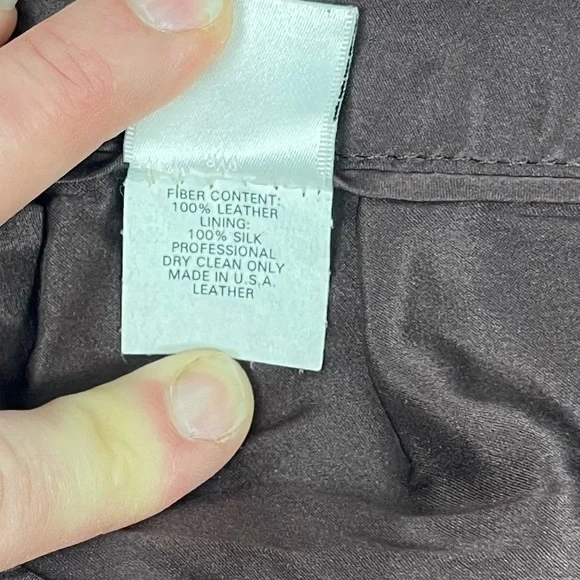 FIBER CONTENT:
100% LEATHER
LINING:
100% SILK
PROFESSIONAL
DRY CLEAN ONLY
MADE IN U.S.A.
LEATHER